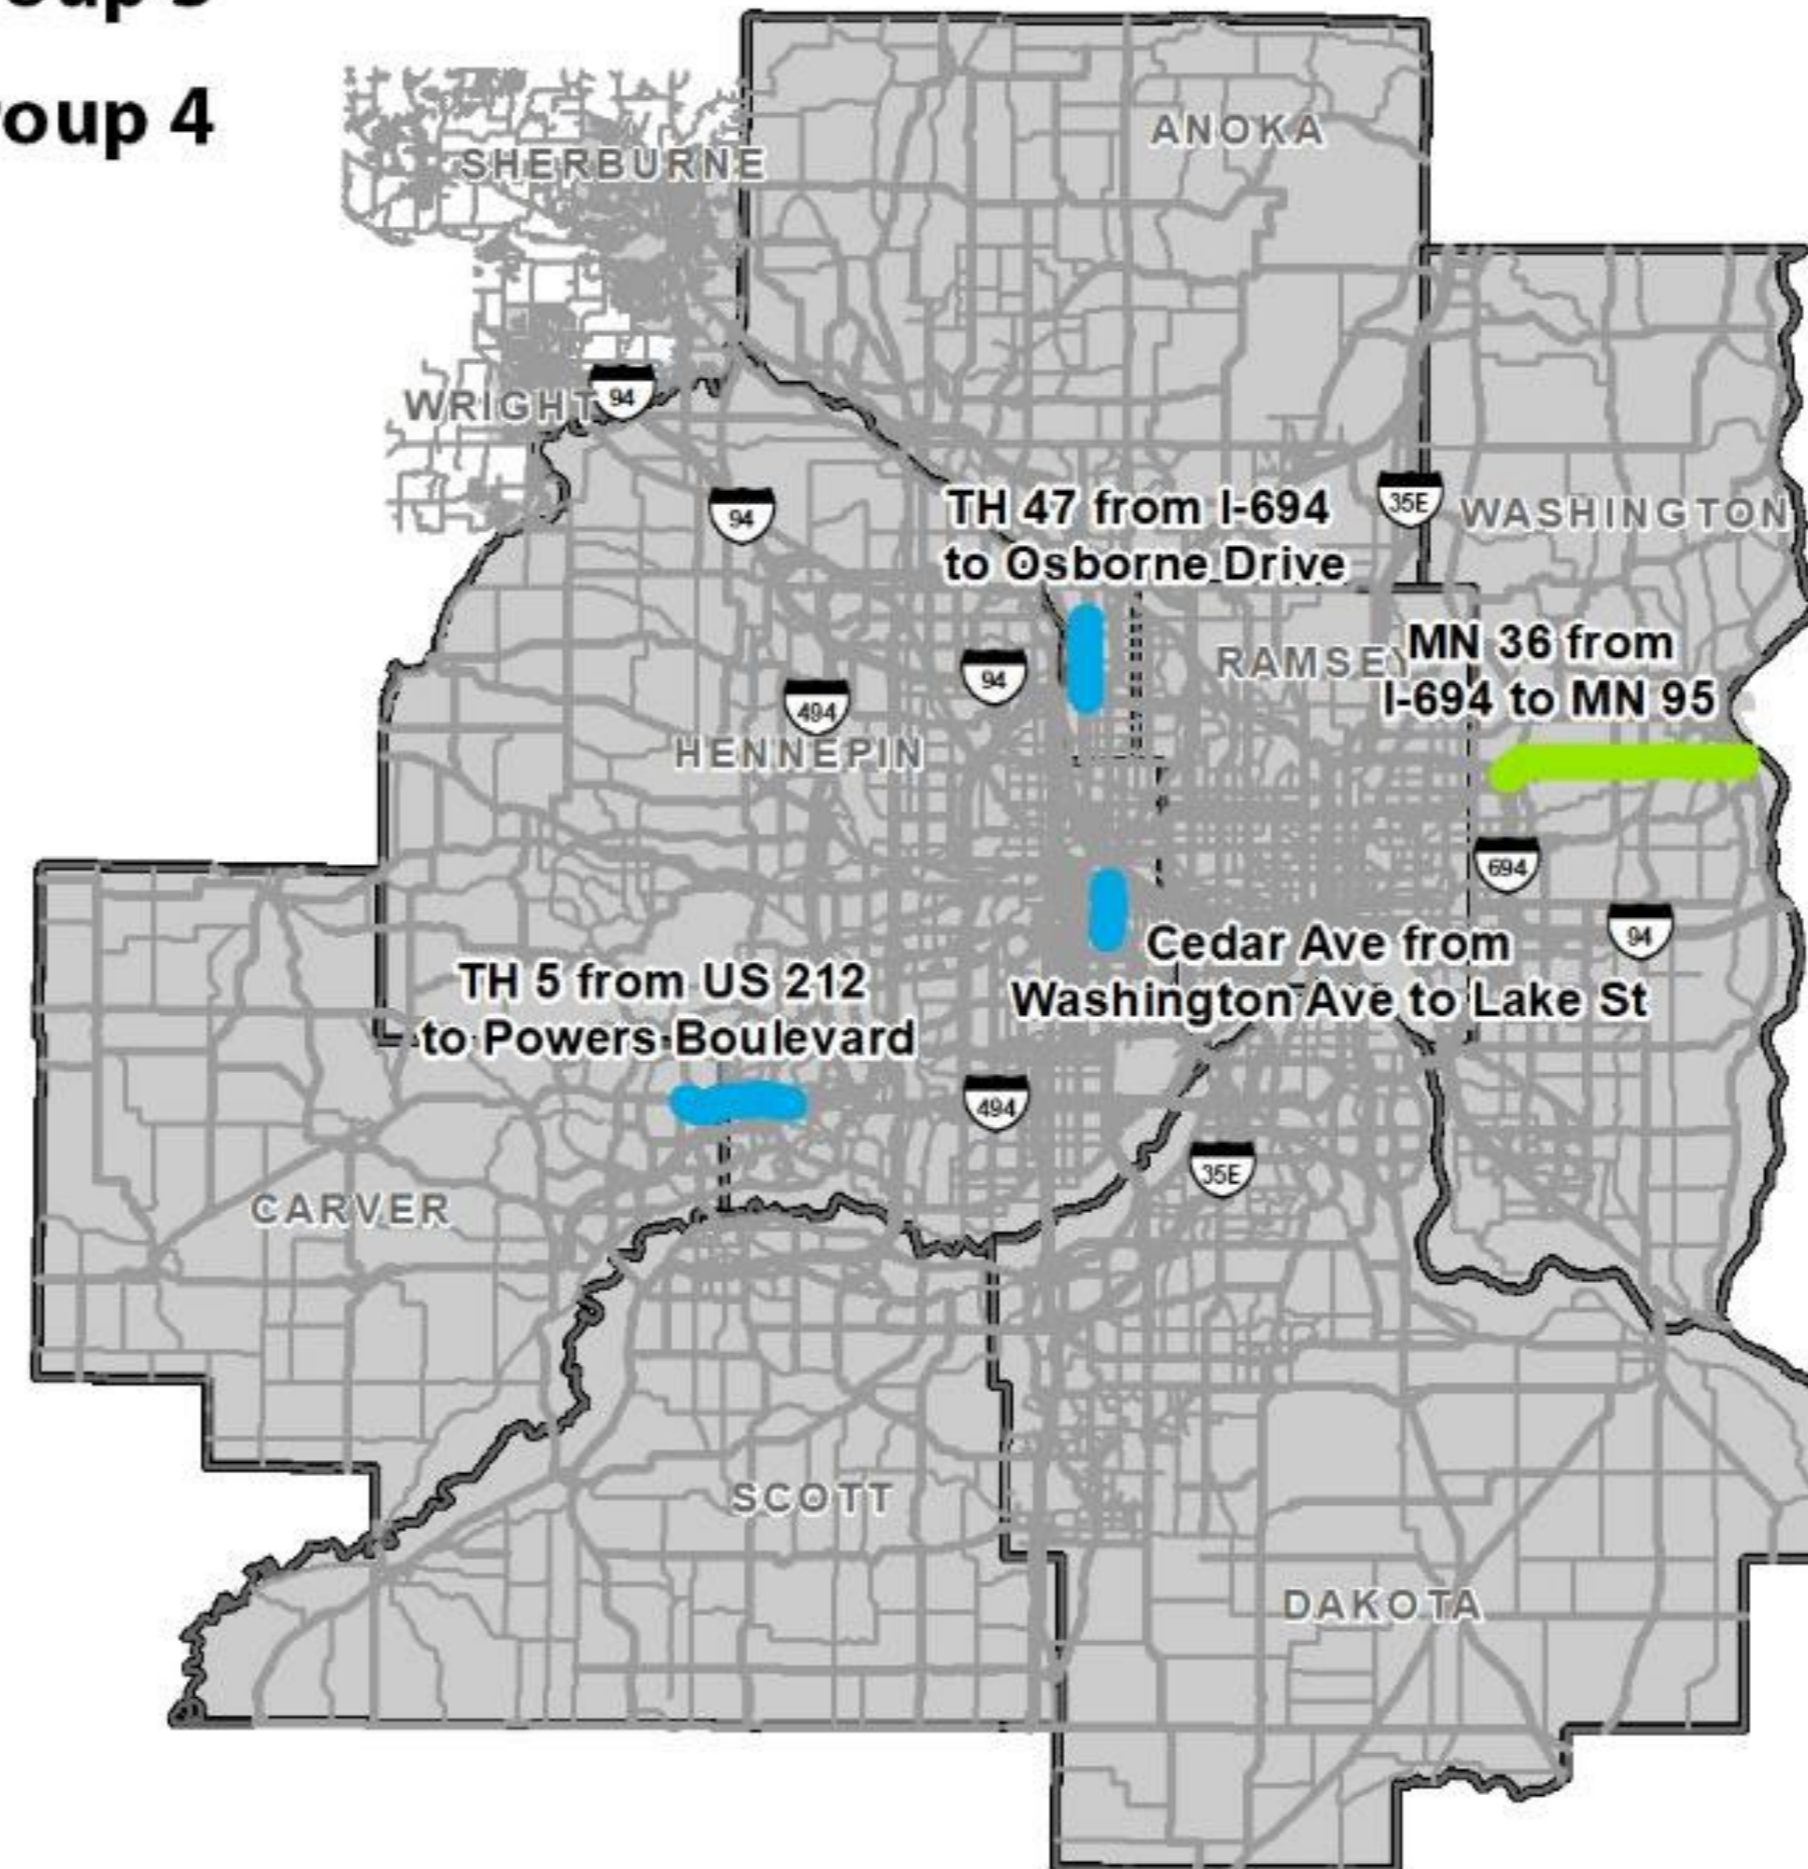 roup 4
ANOKA
SHERBURNE
94
WRIGHT
TH 47 from I-694
to Osborne Drive
94
35E
WASHINGTON
MN 36 from
I-694 to MN 95
RAMSEY
94
494
HENNEPIN
694
94
Cedar Ave from
Washington Ave to Lake St
TH 5 from US 212
to Powers Boulevard
494
35E
CARVER
SCOTT
DAKOTA